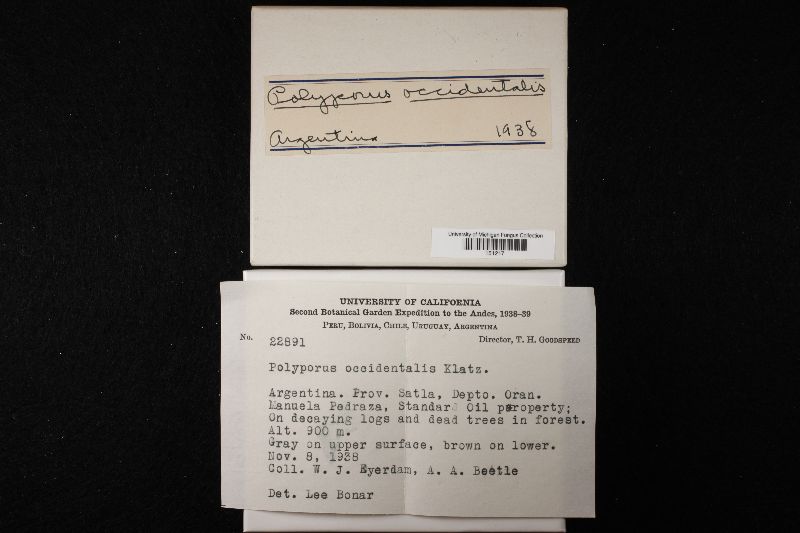 Polyporus occidentalis
Argentina 1938
University of Michigan Fungus Collection
151217
UNIVERSITY OF CALIFORNIA
Second Botanical Garden Expedition to the Andes, 1938-39
PERU, BOLIVIA, CHILE, URUGUAY, ARGENTINA
No. 22891 Director, T. H. GOODSPEED
Polyporus occidentalis Klatz.
Argentina. Prov. Satla, Depto. Oran.
Manuela Pedraza, Standard Oil property;
On decaying logs and dead trees in forest.
Alt. 900 m.
Gray on upper surface, brown on lower.
Nov. 8, 1938
Coll. W. J. Eyerdam, A. A. Beetle
Det. Lee Bonar